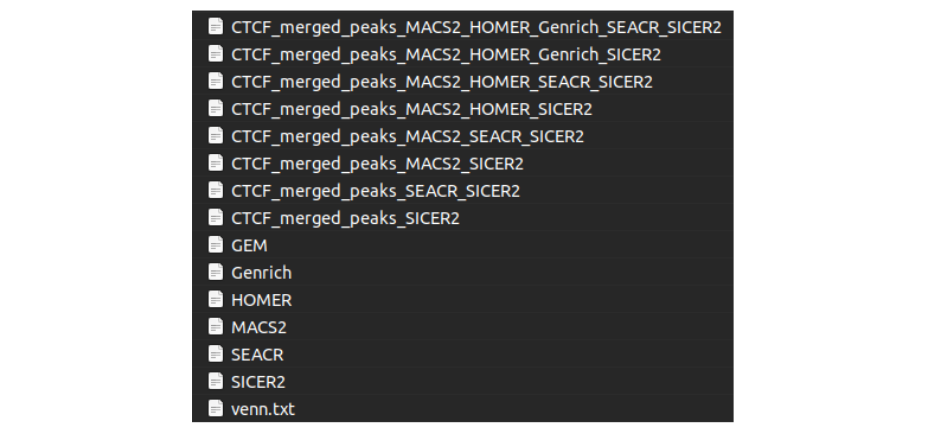 CTCF_merged_peaks_MACS2_HOMER_Genrich_SEACR_SICER2
CTCF_merged_peaks_MACS2_HOMER_Genrich_SICER2
CTCF_merged_peaks_MACS2_HOMER_SEACR_SICER2
CTCF_merged_peaks_MACS2_HOMER_SICER2
CTCF_merged_peaks_MACS2_SEACR_SICER2
CTCF_merged_peaks_MACS2_SICER2
CTCF_merged_peaks_SEACR_SICER2
CTCF_merged_peaks_SICER2
GEM
Genrich
HOMER
MACS2
SEACR
SICER2
venn.txt